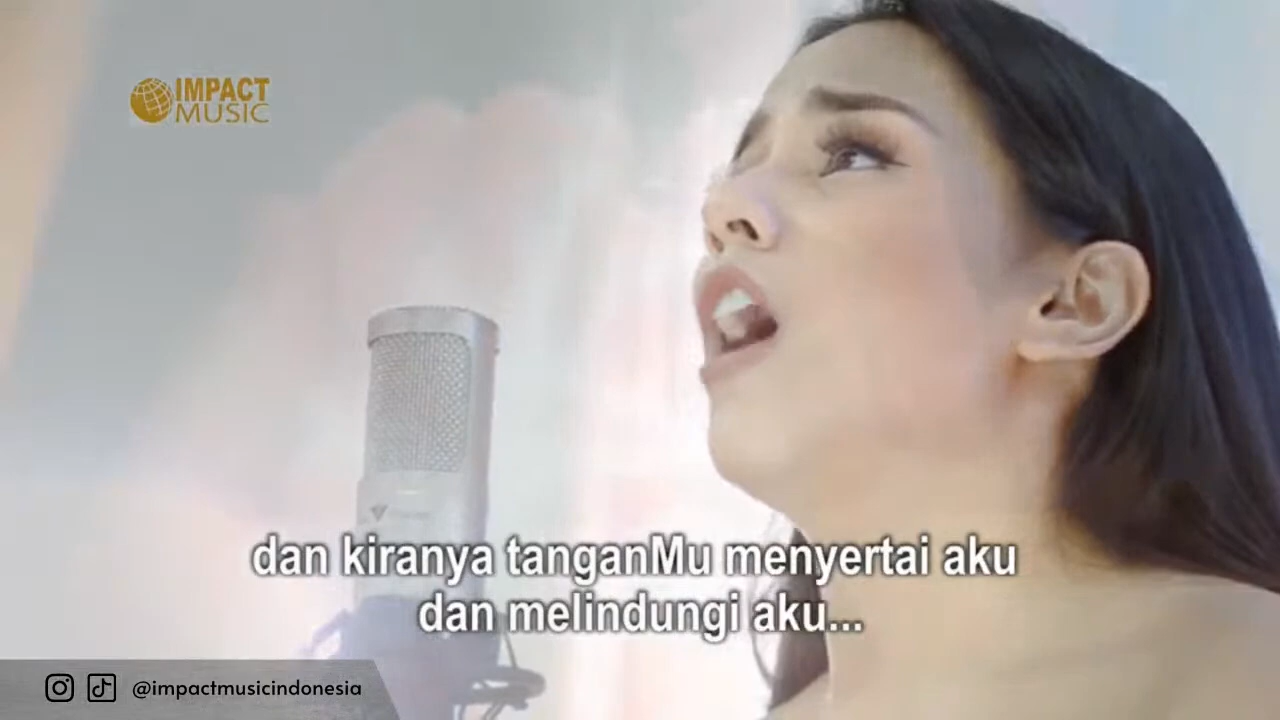 IMPACT
MUSIC
dan kiranya tanganMu menyertai aku
dan melindungi aku...
@impactmusicindonesia